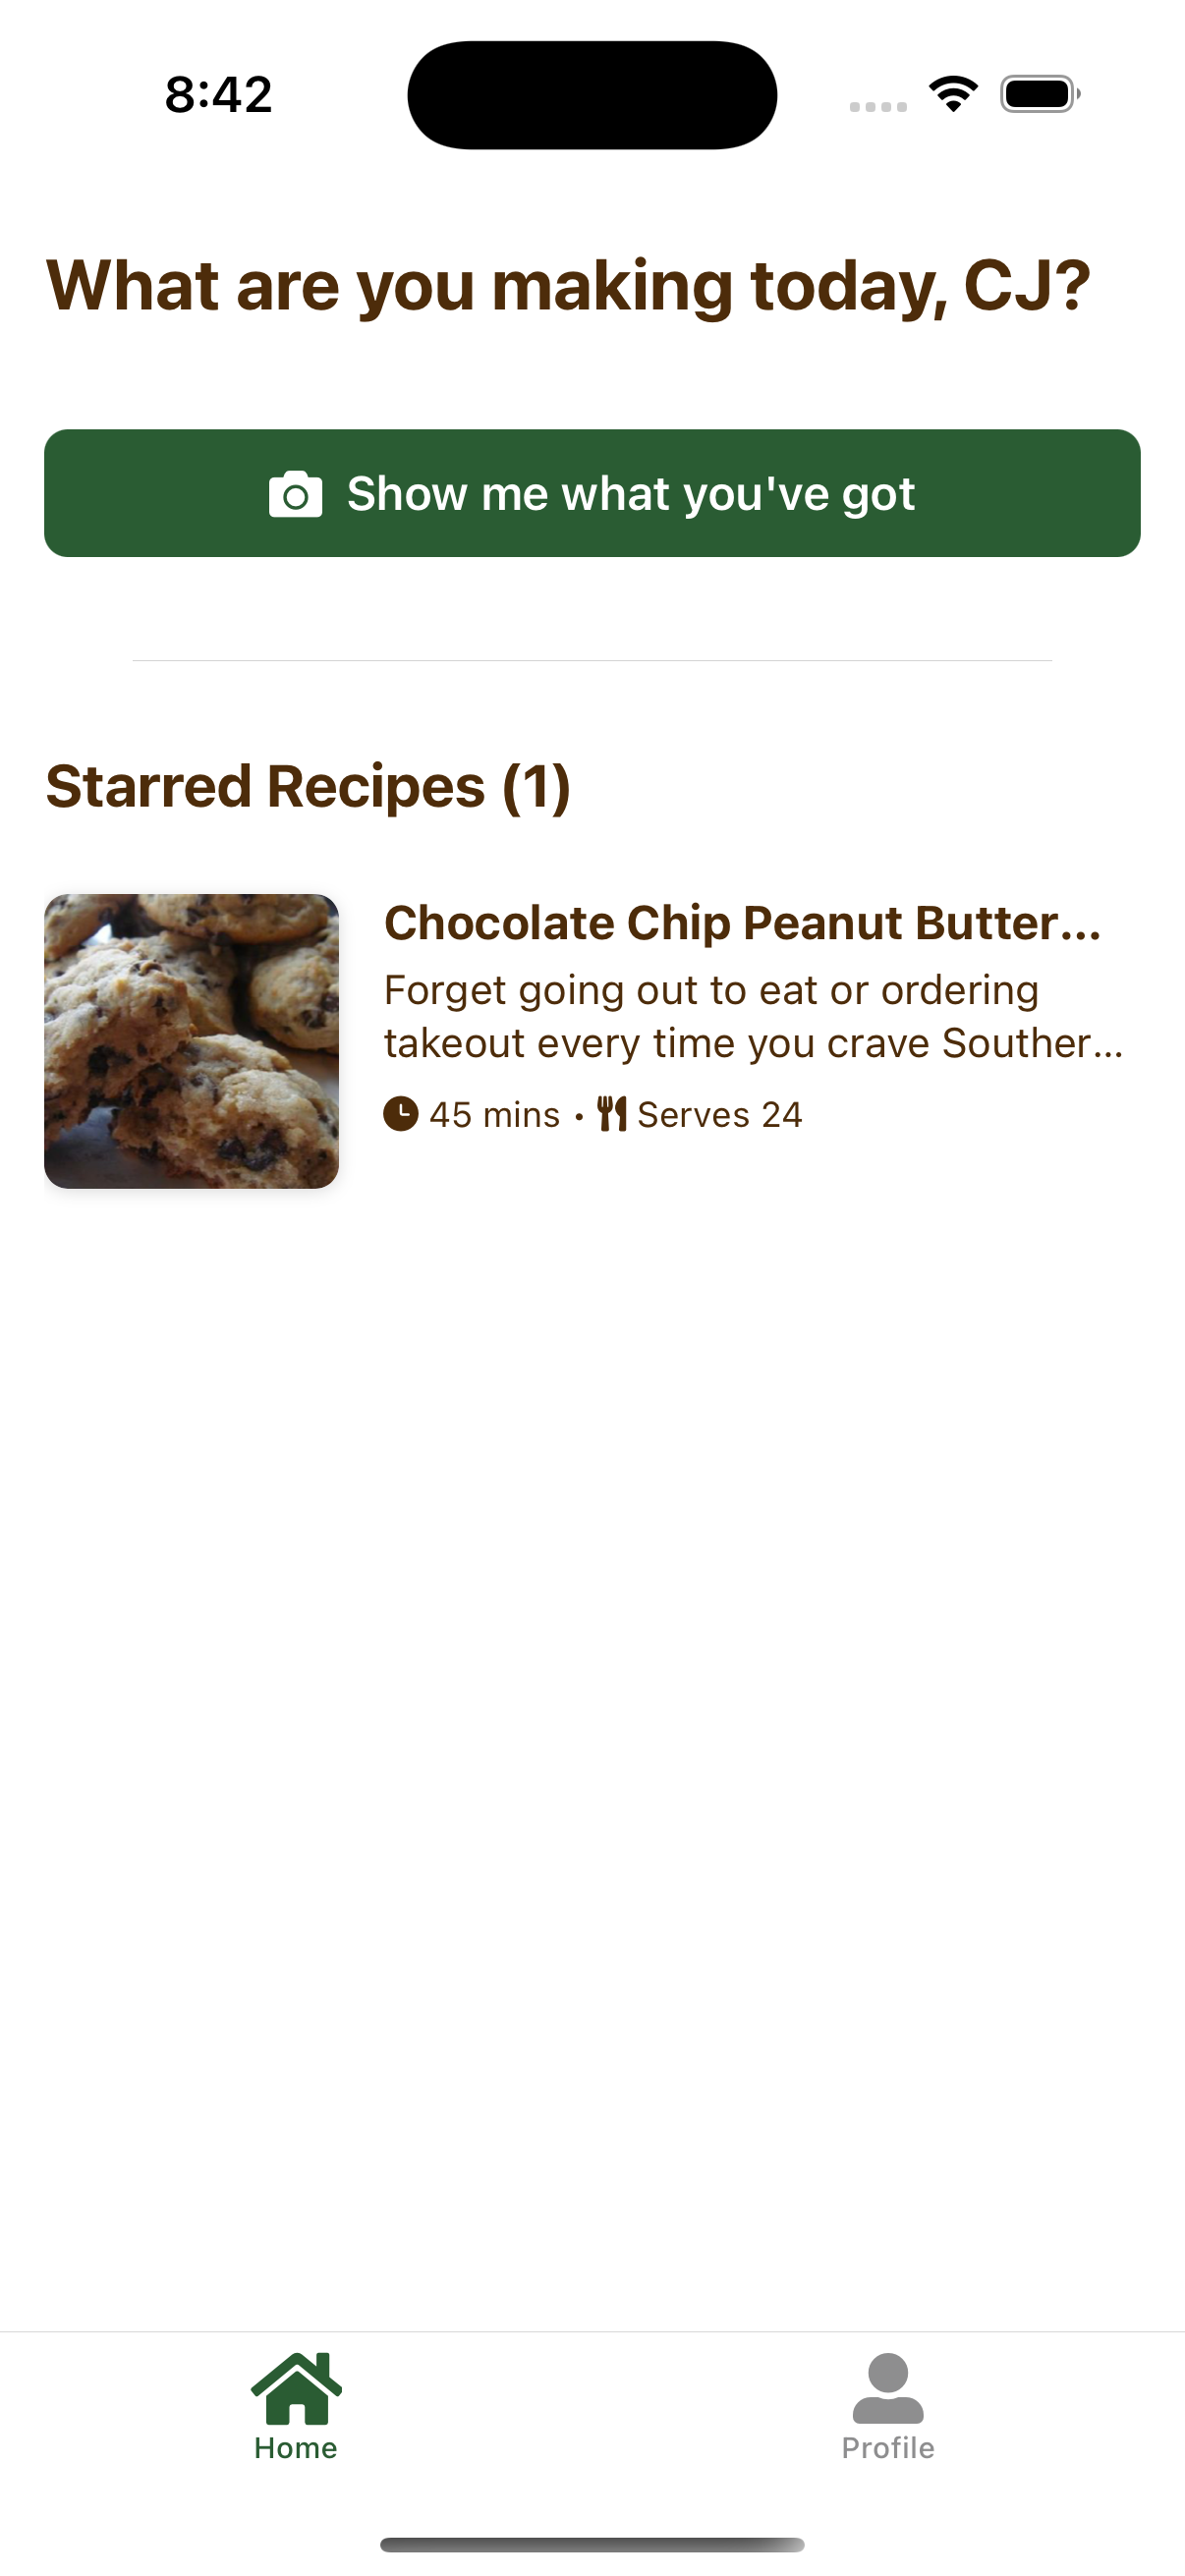 8:42
What are you making today, CJ?
Show me what you've got
Starred Recipes (1)
Chocolate Chip Peanut Butter...
Forget going out to eat or ordering
takeout every time you crave Souther...
45 mins • Serves 24
Home
Profile